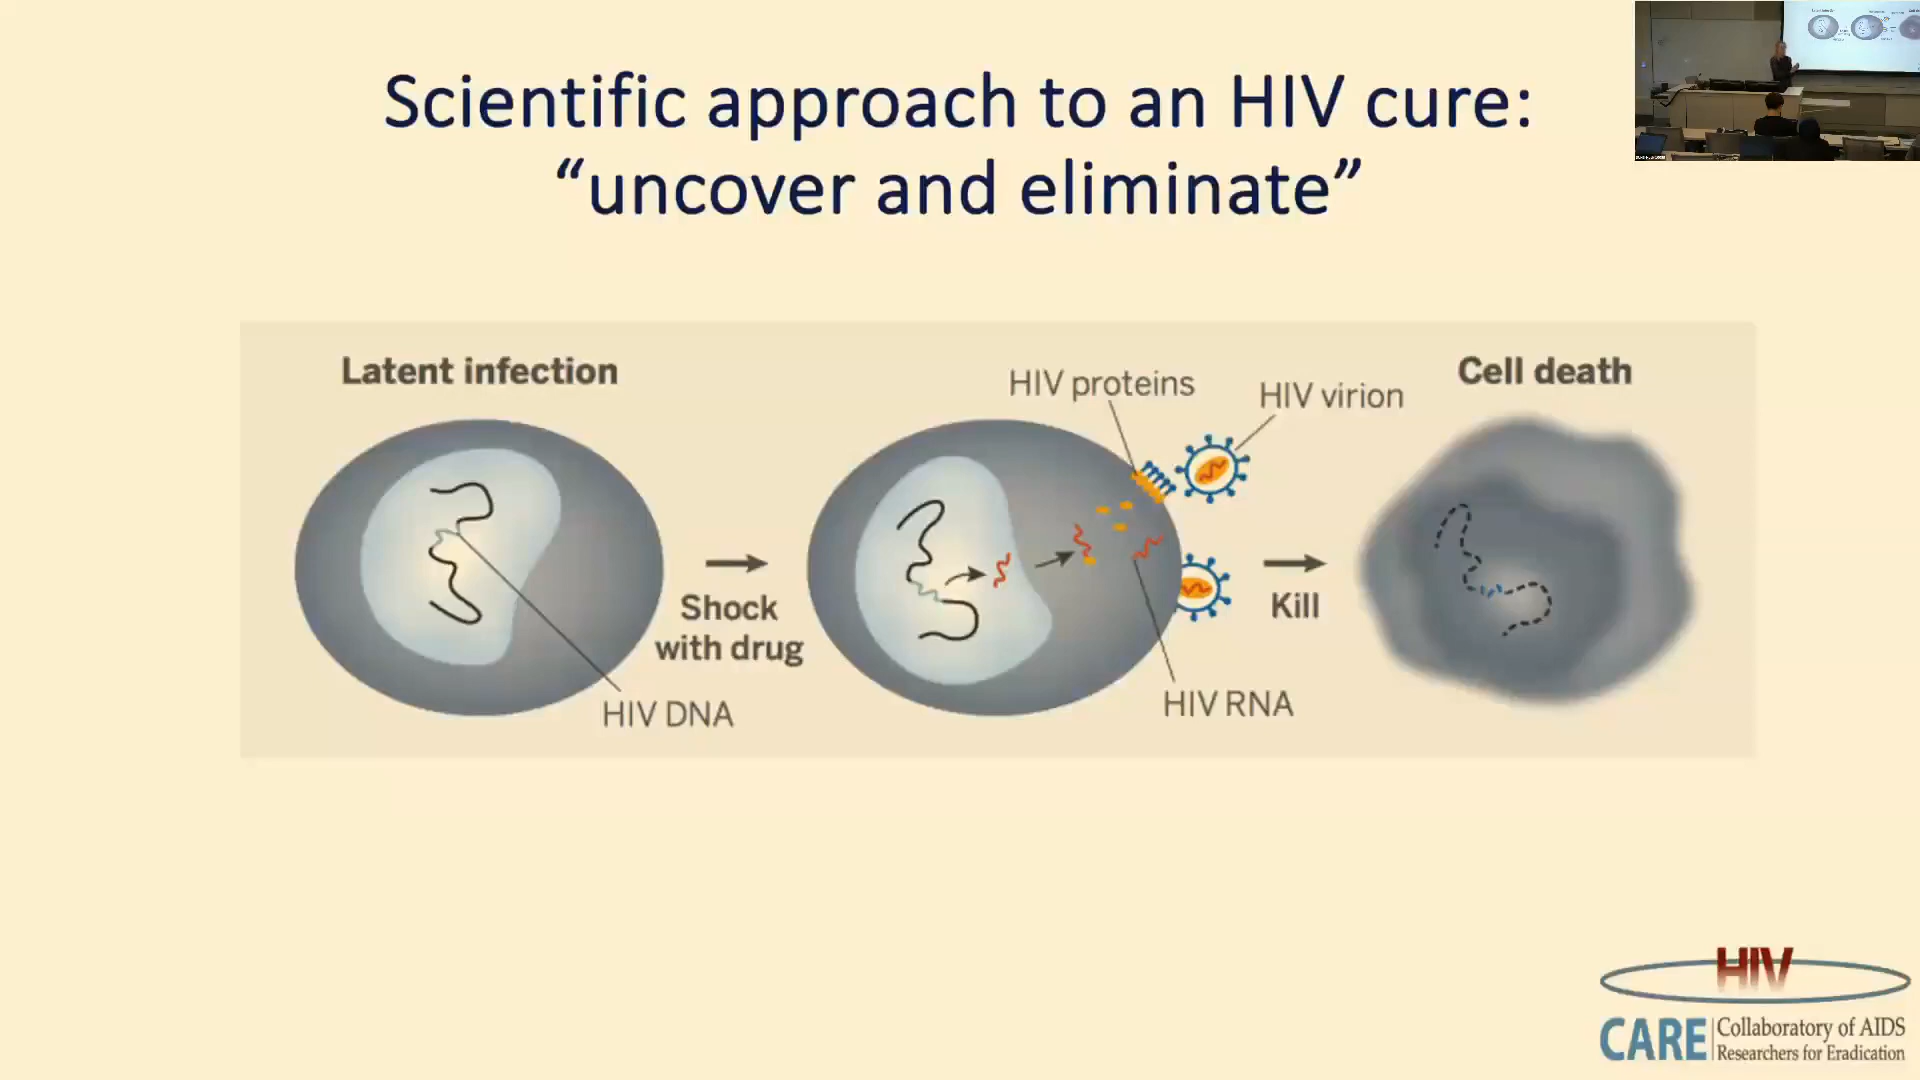 Scientific approach to an HIV cure:
“uncover and eliminate”
Latent infection
HIV proteins
HIV virion
Cell death
Shock
with drug
Kill
HIV DNA
HIV RNA
HIV
CARE
Collaboratory of AIDS
Researchers for Eradication